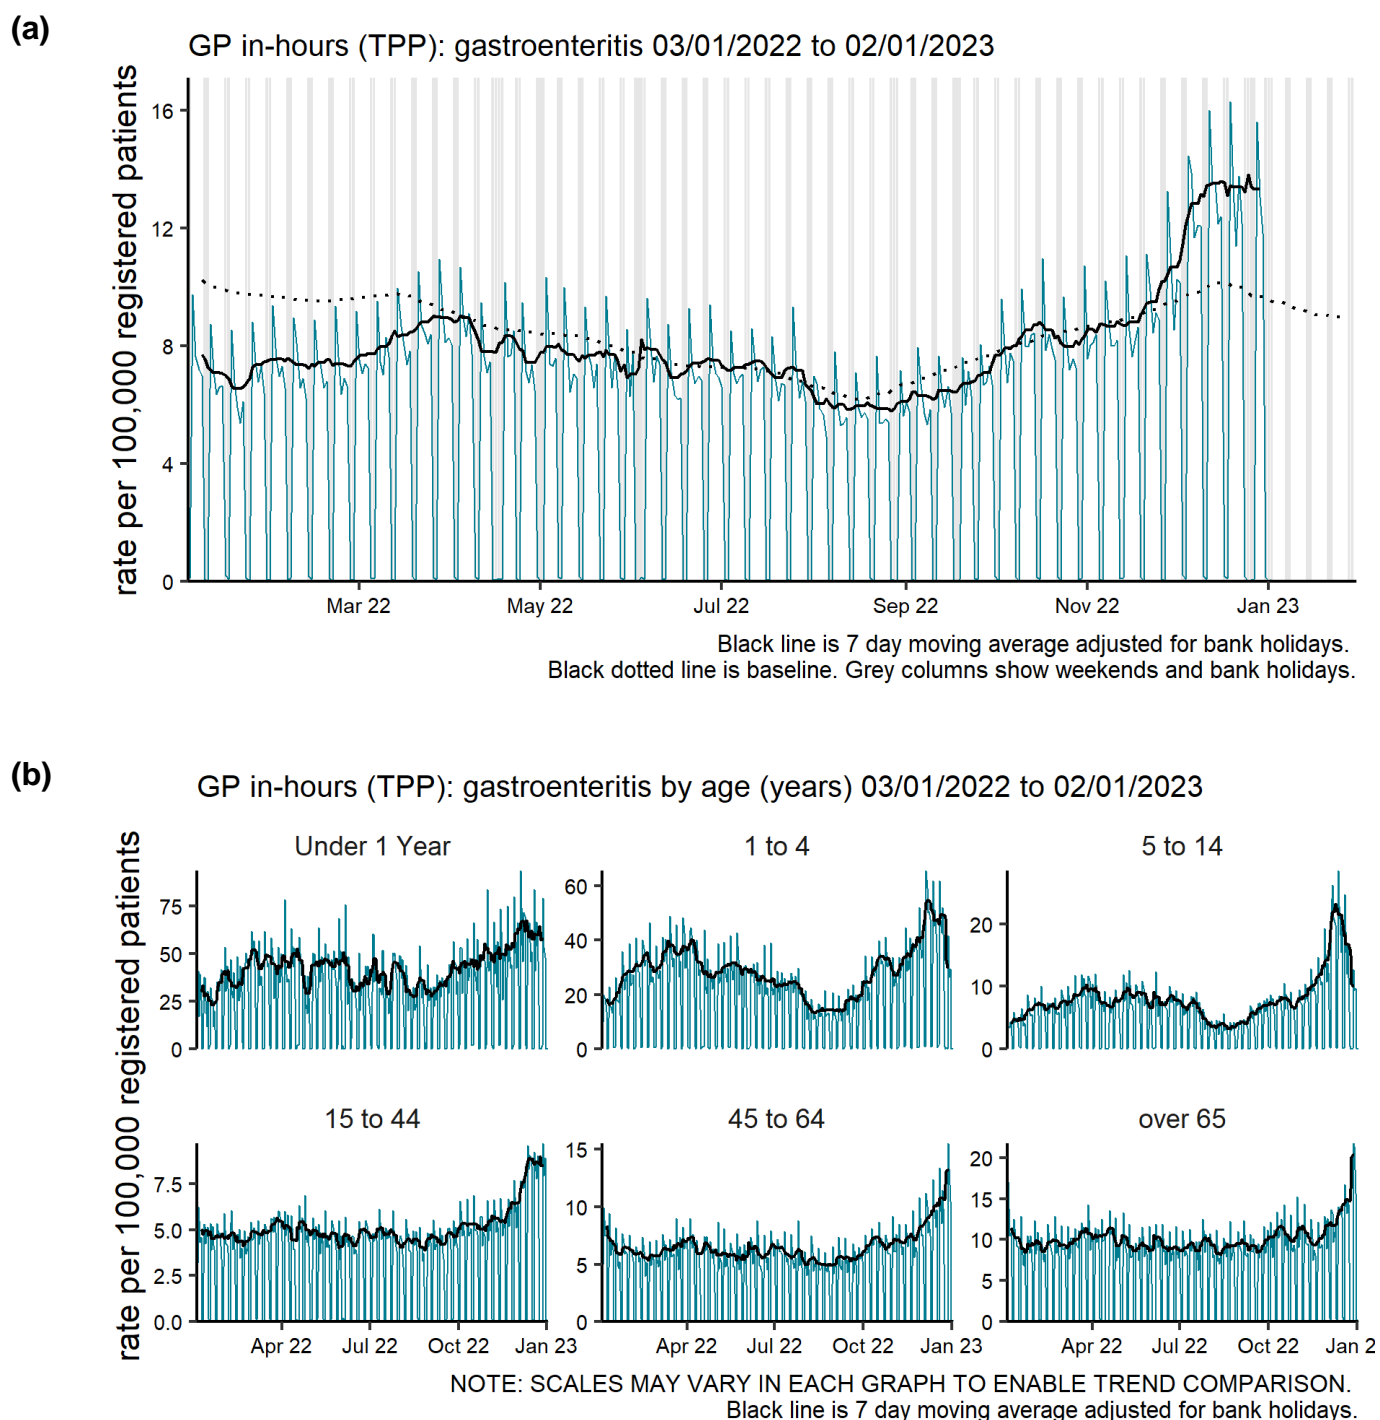 (a)
GP in-hours (TPP): gastroenteritis 03/01/2022 to 02/01/2023
rate per 100,000 registered patients
16
12
8
4
0
Mar 22 May 22 Jul 22 Sep 22 Nov 22 Jan 23
Black line is 7 day moving average adjusted for bank holidays.
Black dotted line is baseline. Grey columns show weekends and bank holidays.
(b)
GP in-hours (TPP): gastroenteritis by age (years) 03/01/2022 to 02/01/2023
rate per 100,000 registered patients
Under 1 Year
75
50
25
0
1 to 4
60
40
20
0
5 to 14
20
10
0
15 to 44
7.5
5.0
2.5
0.0
Apr 22 Jul 22 Oct 22 Jan 23
45 to 64
15
10
5
0
Apr 22 Jul 22 Oct 22 Jan 23
over 65
20
15
10
5
0
Apr 22 Jul 22 Oct 22 Jan 2
NOTE: SCALES MAY VARY IN EACH GRAPH TO ENABLE TREND COMPARISON.
Black line is 7 day moving average adjusted for bank holidays.